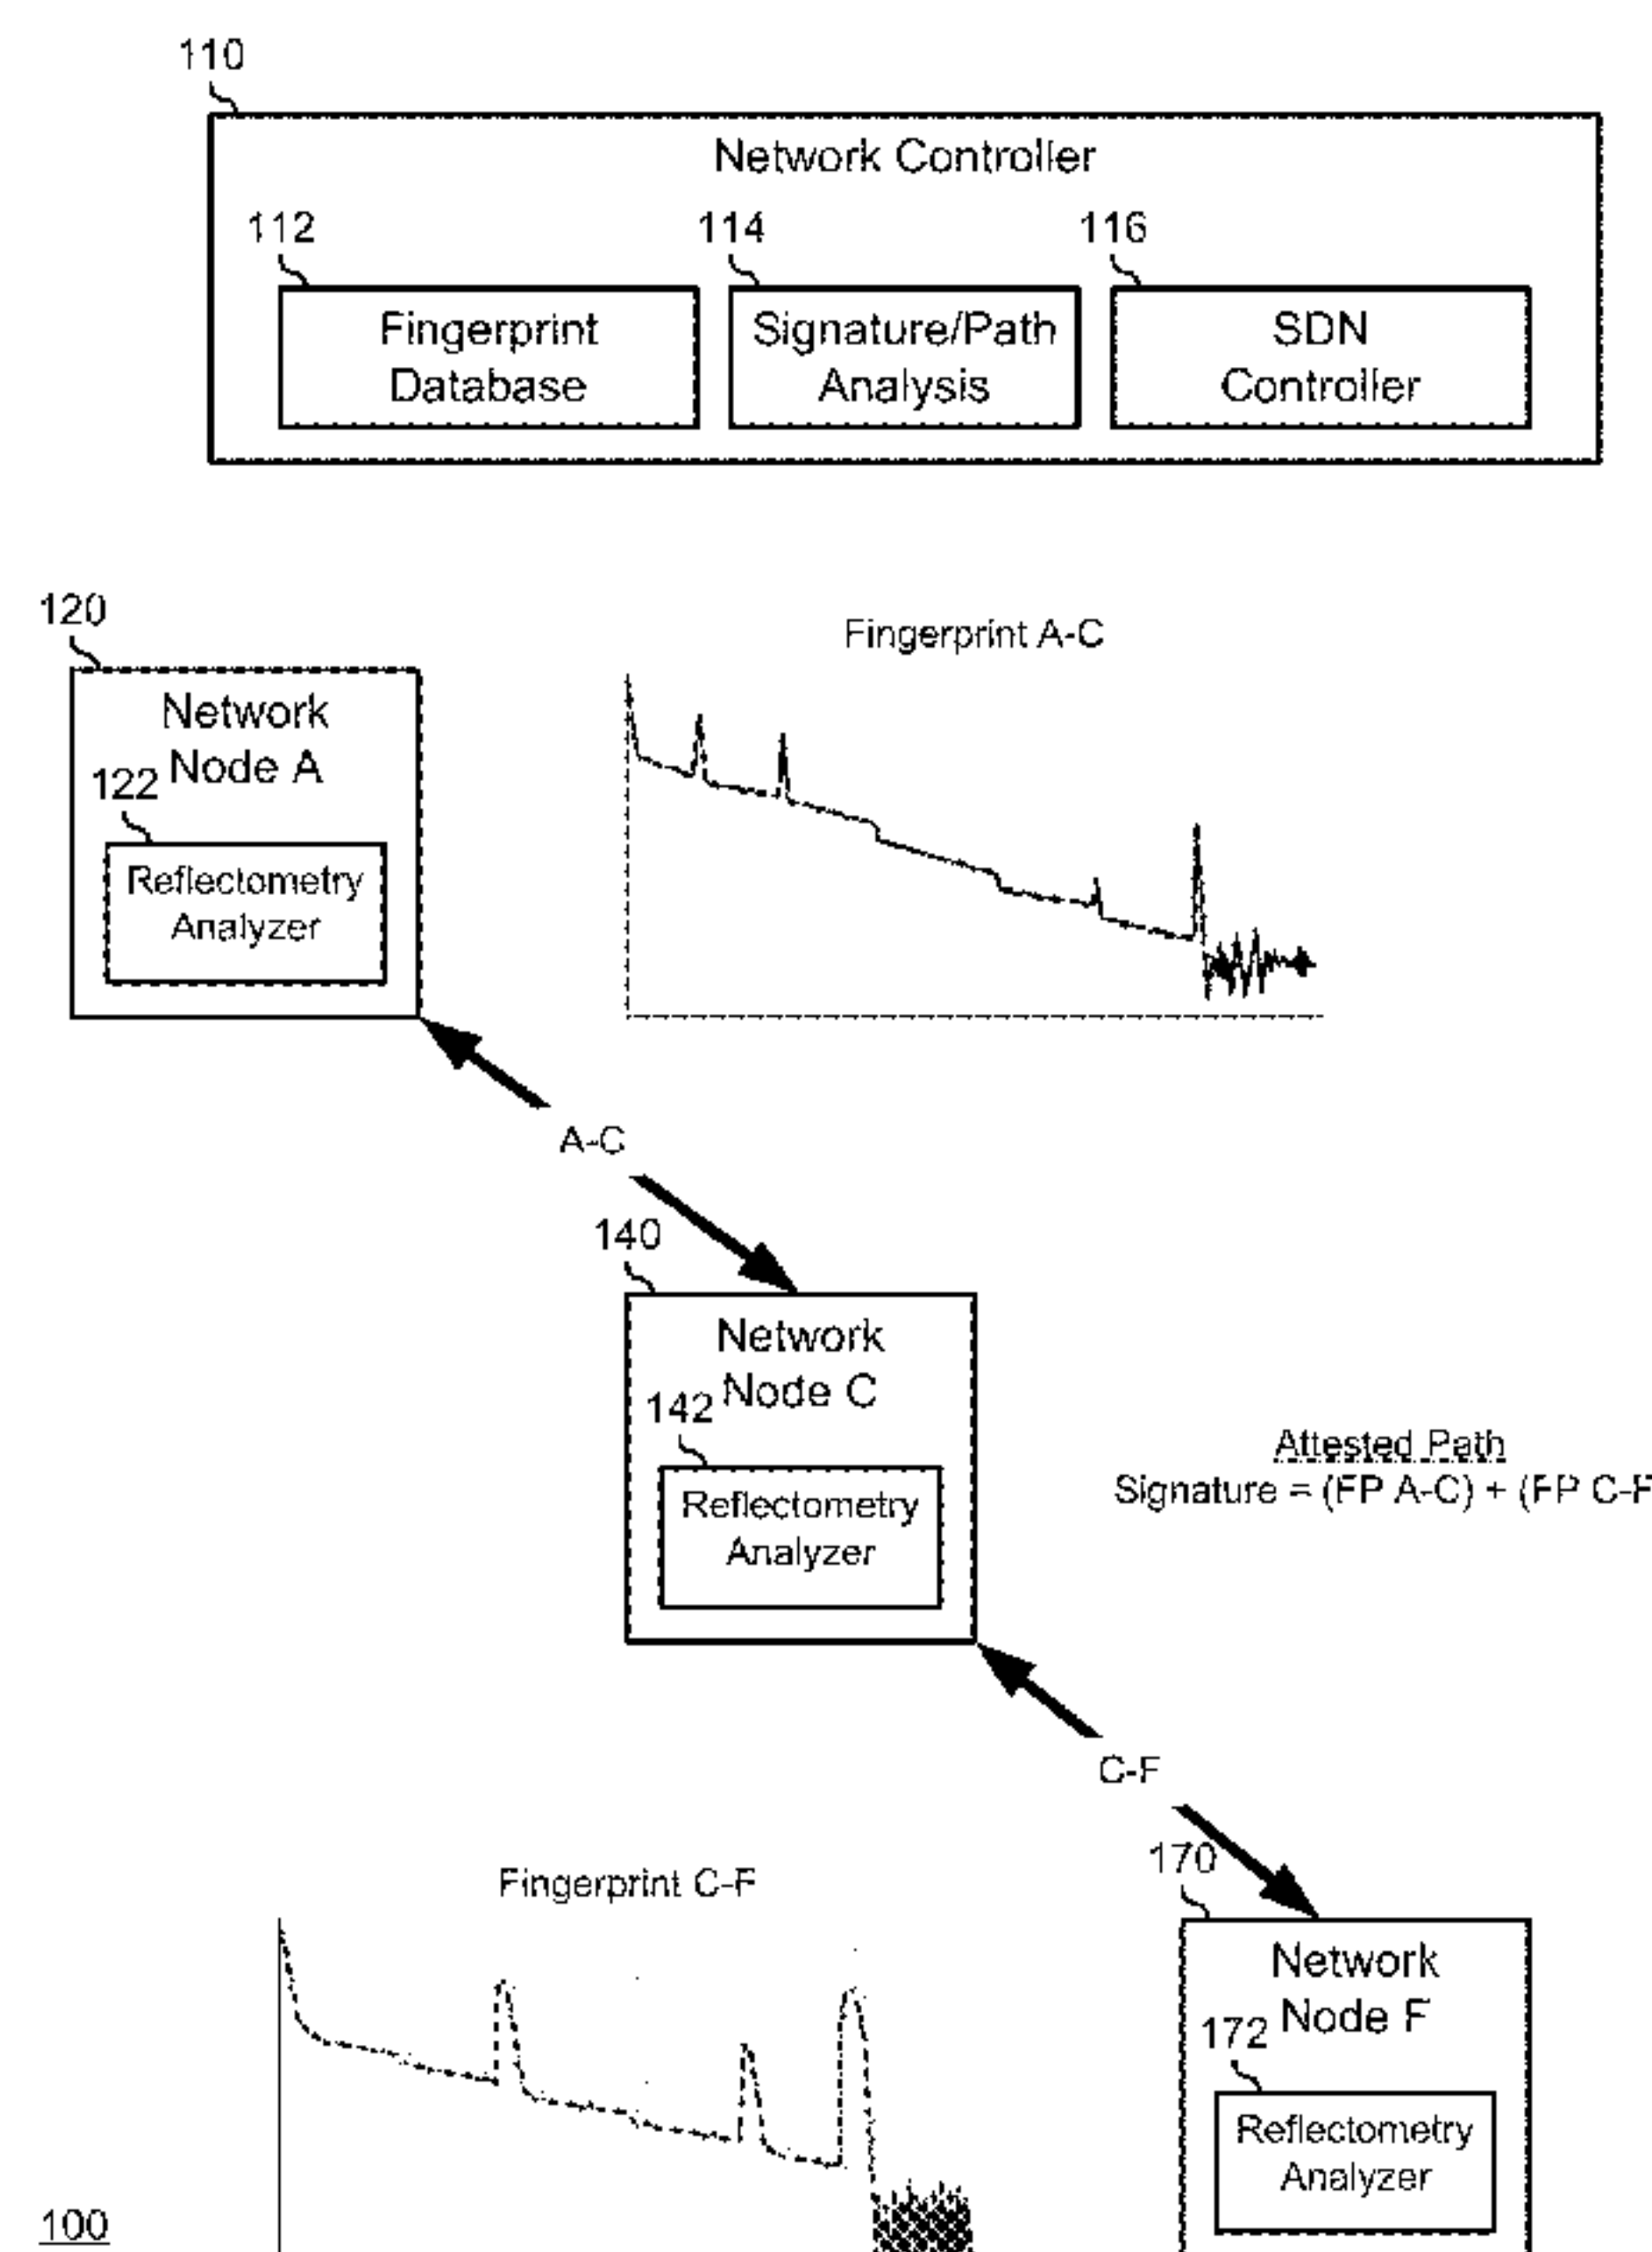 110
Network Controller
112
114
116
Fingerprint
Database
Signature/Path
Analysis
SDN
Controller
120
Network
Node A
122
Reflectometry
Analyzer
Fingerprint A-C
A-C
140
Network
Node C
142
Reflectometry
Analyzer
Attested Path
Signature = (FP A-C) + (FP C-F
C-F
170
Network
Node F
172
Reflectometry
Analyzer
Fingerprint C-F
100